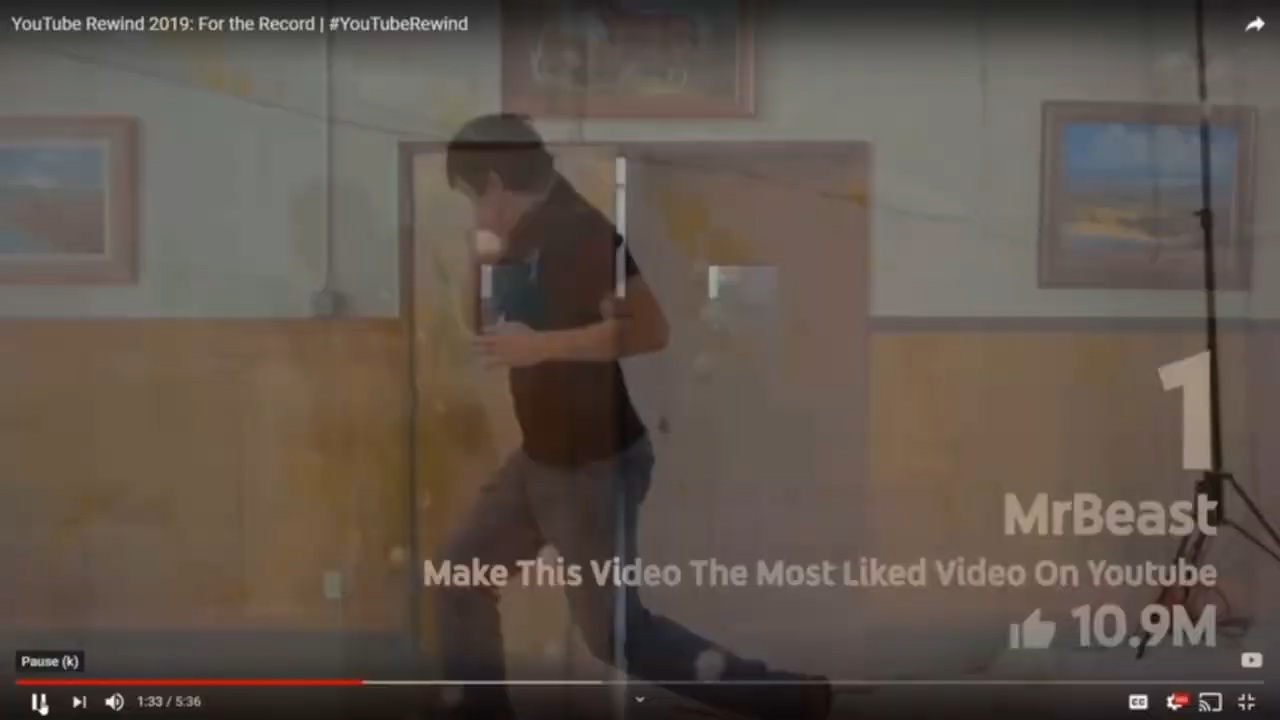 YouTube Rewind 2019: For the Record | #YouTubeRewind
1
MrBeast
Make This Video The Most Liked Video On Youtube
10.9M
Pause (k)
1:33 / 5:36
CC